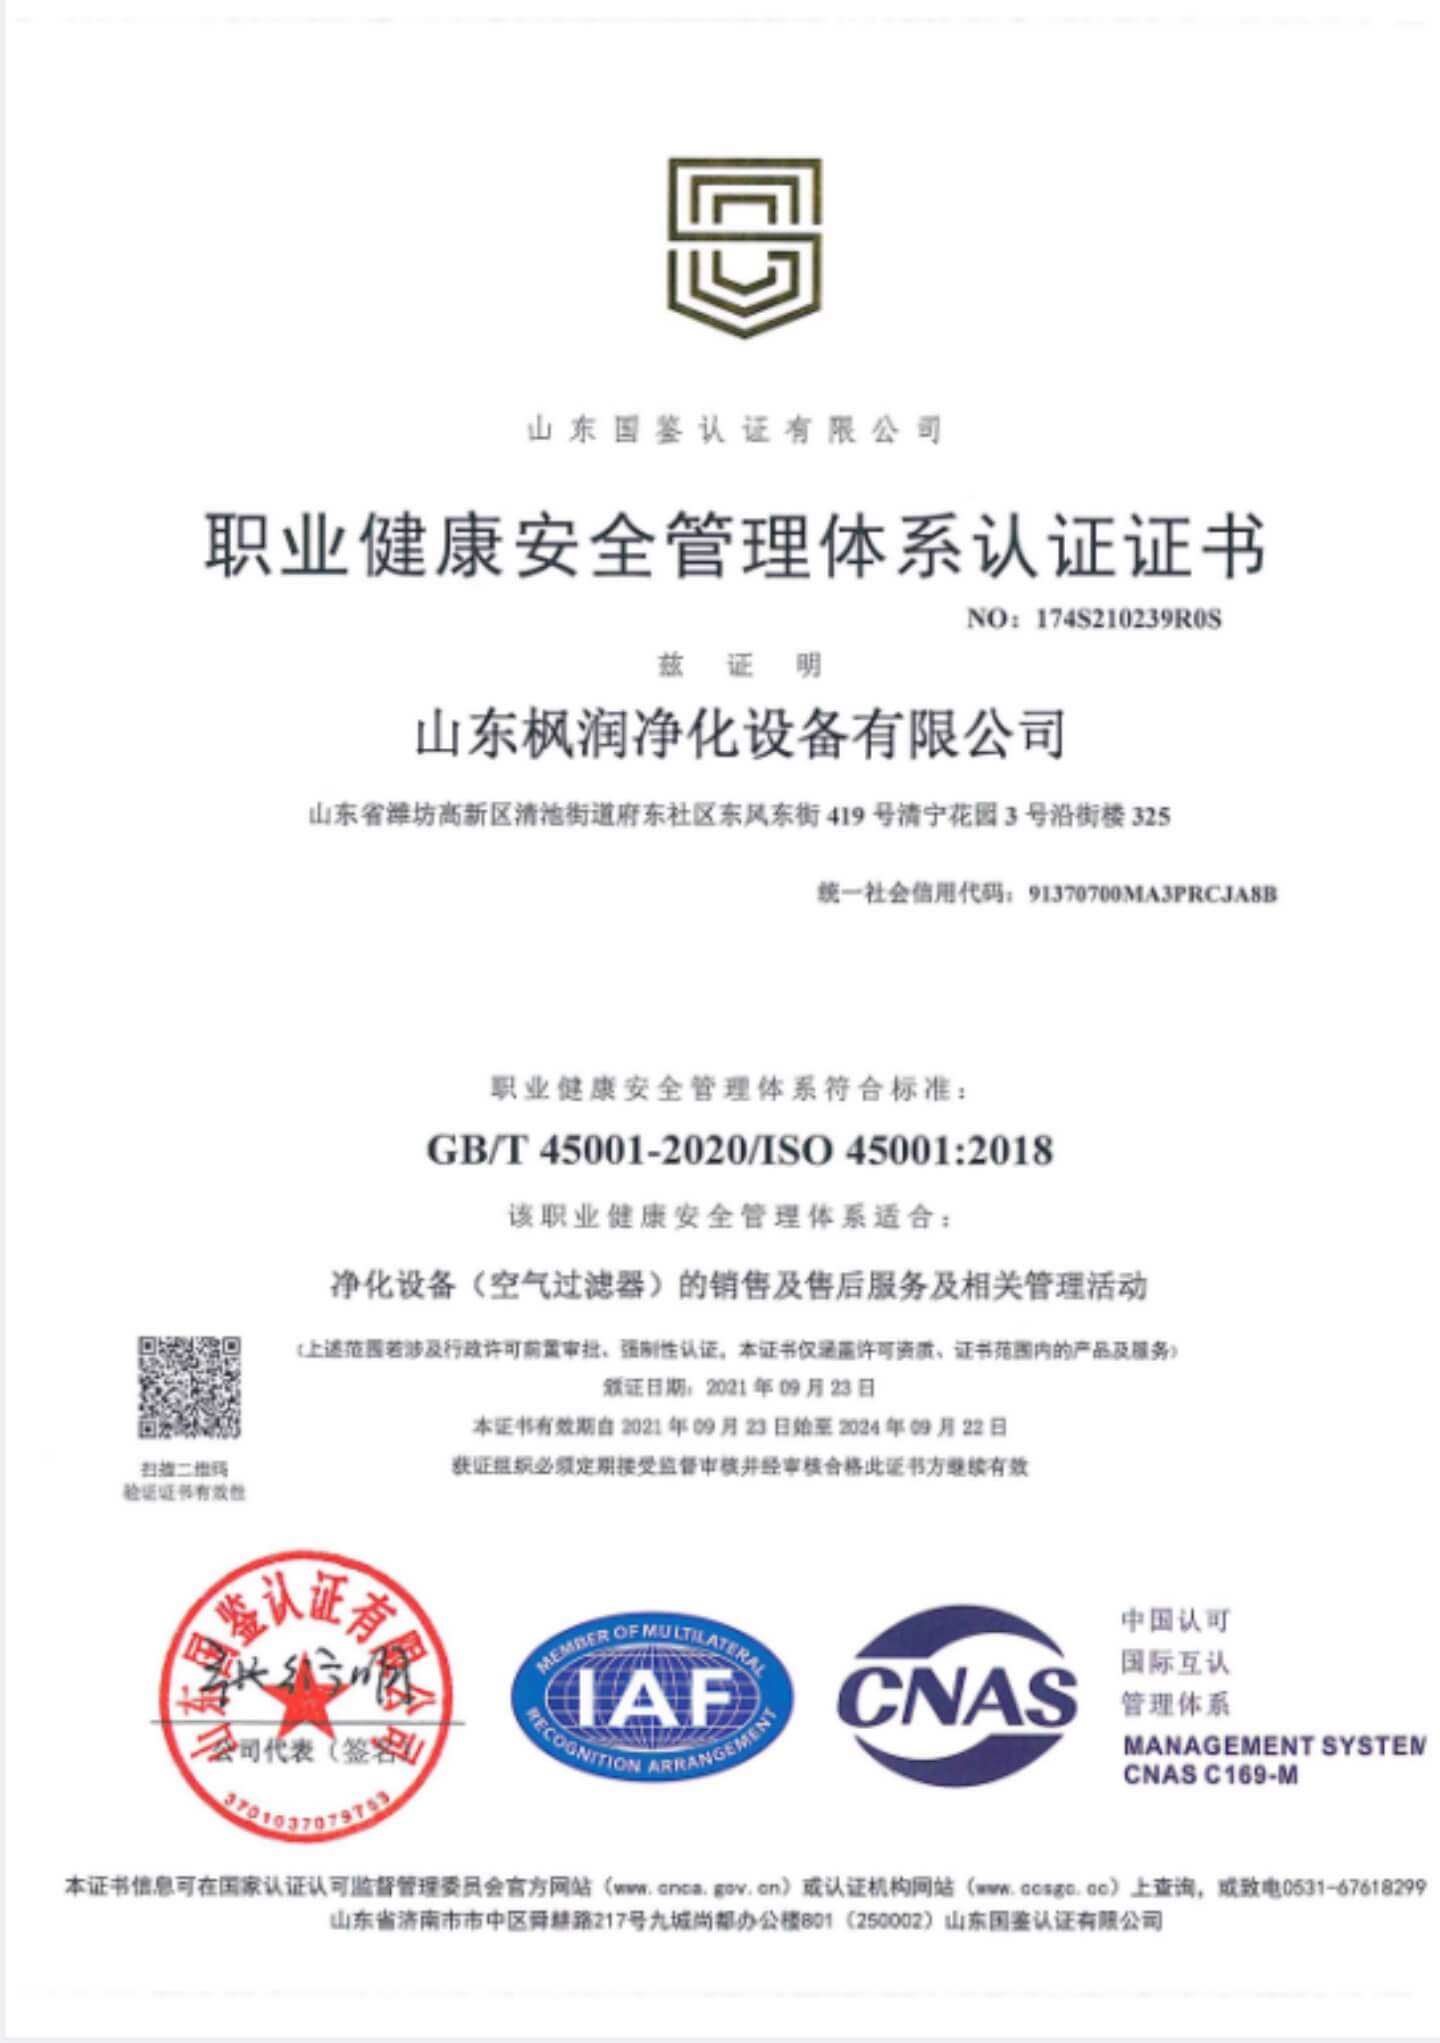 山东国鉴认证有限公司
职业健康安全管理体系认证证书
NO：174S210239R0S
兹 证 明
山东枫润净化设备有限公司
山东省潍坊高新区清池街道府东社区东风东街 419 号清宁花园 3 号沿街楼 325
统一社会信用代码：91370700MA3PRCJA8B
职业健康安全管理体系符合标准：
GB/T 45001-2020/ISO 45001:2018
该职业健康安全管理体系适合：
净化设备（空气过滤器）的销售及售后服务及相关管理活动
（上述范围若涉及行政许可前置审批、强制性认证，本证书仅涵盖许可资质、证书范围内的产品及服务）
颁证日期：2021 年 09 月 23 日
本证书有效期自 2021 年 09 月 23 日始至 2024 年 09 月 22 日
获证组织必须定期接受监督审核并经审核合格此证书方继续有效
扫描二维码
验证证书有效性
山东国鉴认证有限公司
公司代表（签名
3701037079753
MEMBER OF MULTILATERAL
IAF
RECOGNITION ARRANGEMENT
CNAS
中国认可
国际互认
管理体系
MANAGEMENT SYSTEM
CNAS C169-M
本证书信息可在国家认证认可监督管理委员会官方网站（www.cnca.gov.cn）或认证机构网站（www.ccsgc.cc）上查询，或致电0531-67618299
山东省济南市市中区舜耕路217号九城尚都办公楼801（250002）山东国鉴认证有限公司